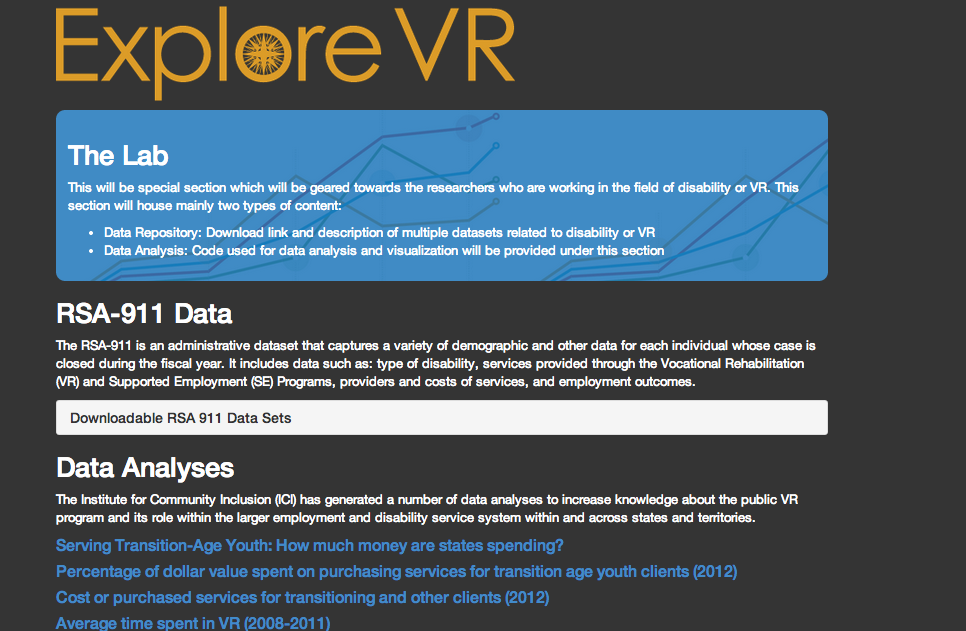 Explore VR
The Lab
This will be special section which will be geared towards the researchers who are working in the field of disability or VR. This
section will house mainly two types of content:
• Data Repository: Download link and description of multiple datasets related to disability or VR
• Data Analysis: Code used for data analysis and visualization will be provided under this section
RSA-911 Data
The RSA-911 is an administrative dataset that captures a variety of demographic and other data for each individual whose case is
closed during the fiscal year. It includes data such as: type of disability, services provided through the Vocational Rehabilitation
(VR) and Supported Employment (SE) Programs, providers and costs of services, and employment outcomes.
Downloadable RSA 911 Data Sets
Data Analyses
The Institute for Community Inclusion (ICI) has generated a number of data analyses to increase knowledge about the public VR
program and its role within the larger employment and disability service system within and across states and territories.
Serving Transition-Age Youth: How much money are states spending?
Percentage of dollar value spent on purchasing services for transition age youth clients (2012)
Cost or purchased services for transitioning and other clients (2012)
Average time spent in VR (2008-2011)